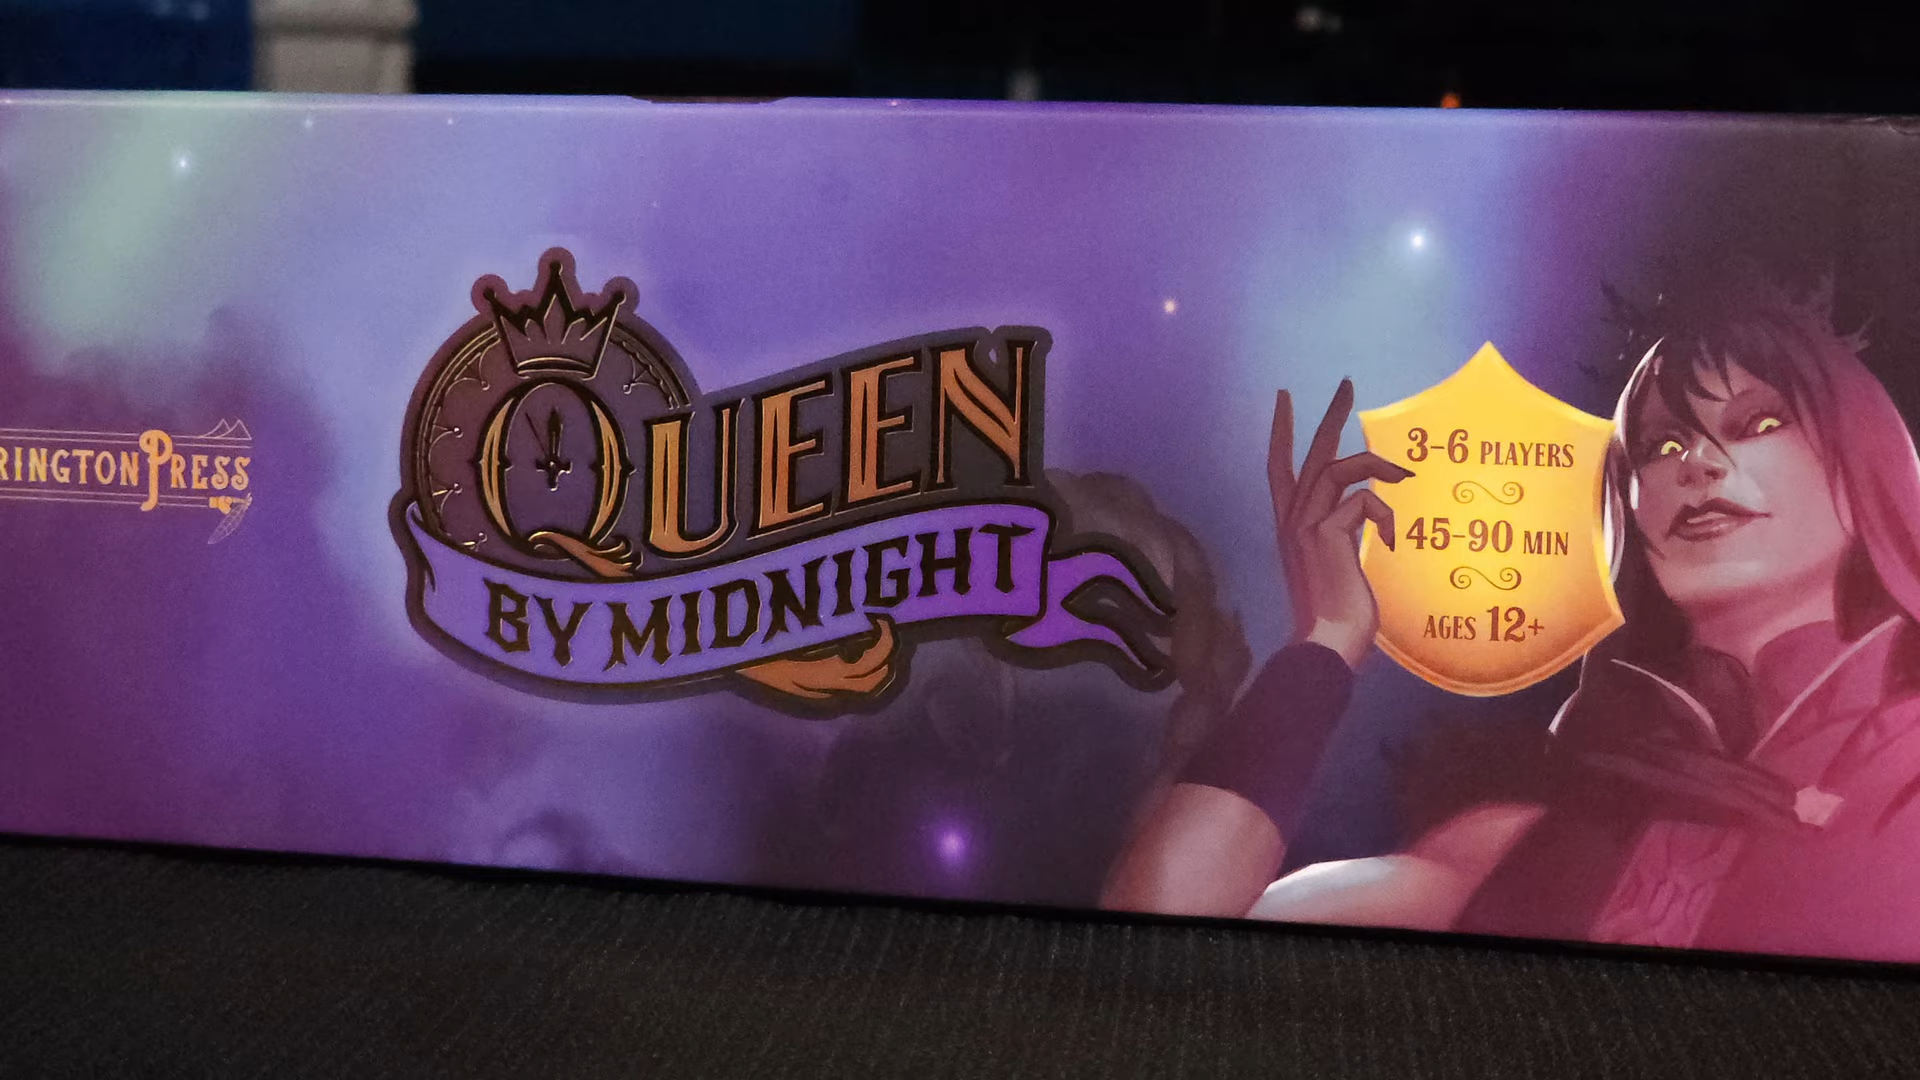 RINGTON PRESS
QUEEN
BY MIDNIGHT
3-6 PLAYERS
45-90 MIN
AGES 12+